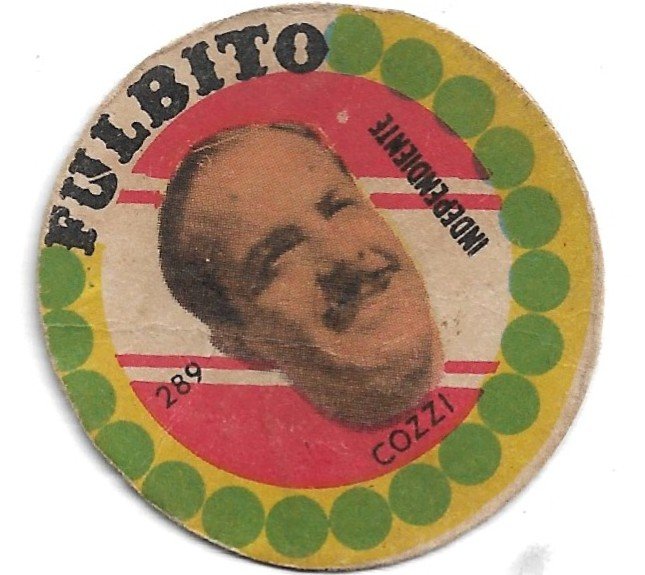 FULBITO
INDEPENDIENTE
289
COZZI